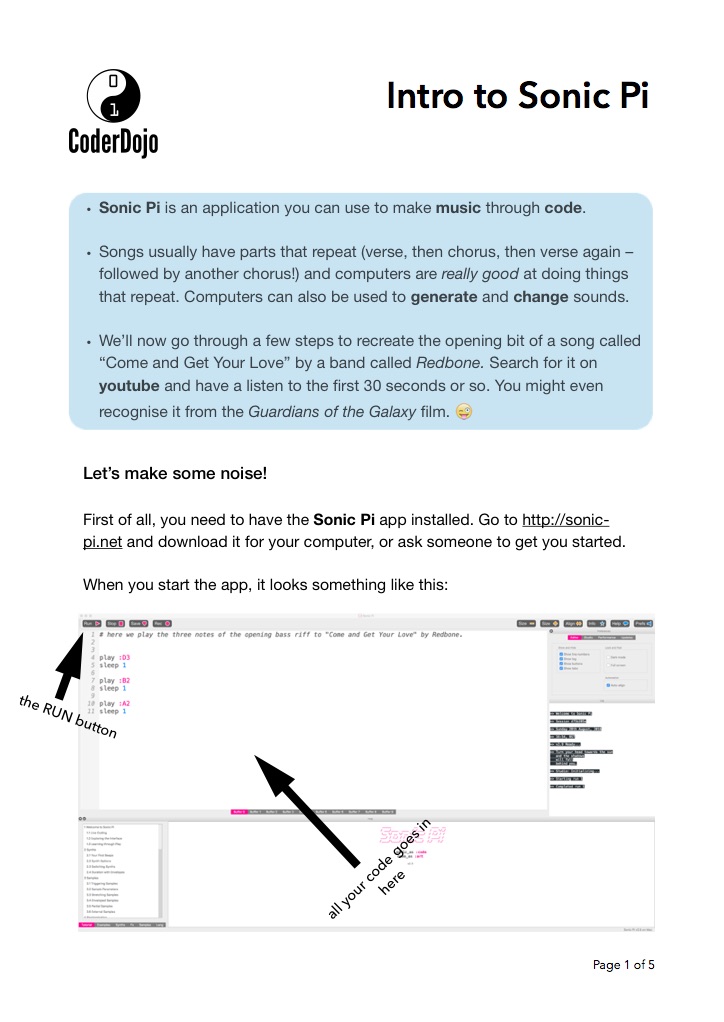 0
1
CoderDojo
Intro to Sonic Pi
• Sonic Pi is an application you can use to make music through code.
• Songs usually have parts that repeat (verse, then chorus, then verse again –
followed by another chorus!) and computers are really good at doing things
that repeat. Computers can also be used to generate and change sounds.
• We’ll now go through a few steps to recreate the opening bit of a song called
“Come and Get Your Love” by a band called Redbone. Search for it on
youtube and have a listen to the first 30 seconds or so. You might even
recognise it from the Guardians of the Galaxy film. 😜
Let’s make some noise!
First of all, you need to have the Sonic Pi app installed. Go to http://sonic-
pi.net and download it for your computer, or ask someone to get you started.
When you start the app, it looks something like this:
Run Stop Save Rec Size Size Align Info Help Prefs
1 # here we play the three notes of the opening bass riff to "Come and Get Your Love" by Redbone.
2
3
4 play :D3
5 sleep 1
6
7 play :B2
8 sleep 1
9
10 play :A2
11 sleep 1
the RUN button
all your code goes in
here
Sonic Pi
Page 1 of 5